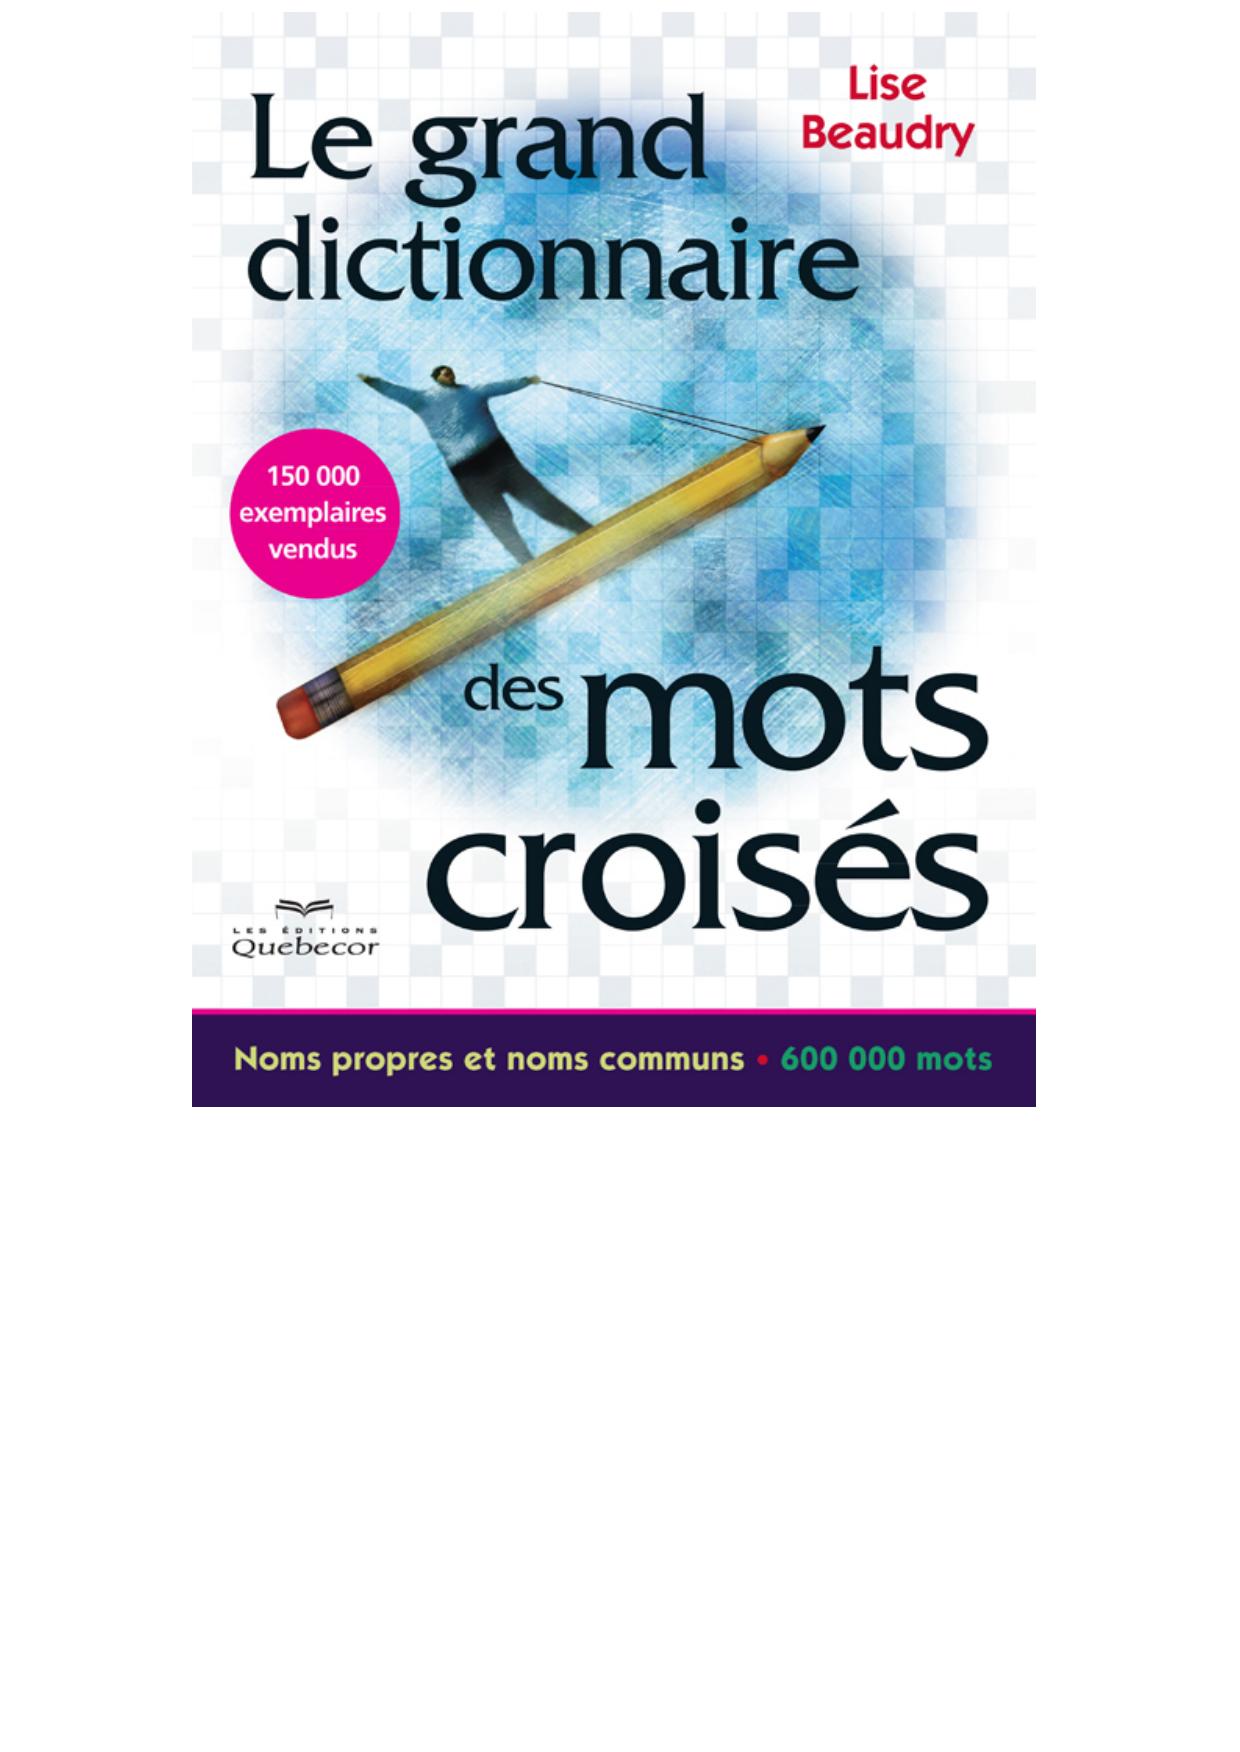 Lise
Beaudry
Le grand
dictionnaire
150 000
exemplaires
vendus
des mots
croisés
LES ÉDITIONS
Quebecor
Noms propres et noms communs • 600 000 mots